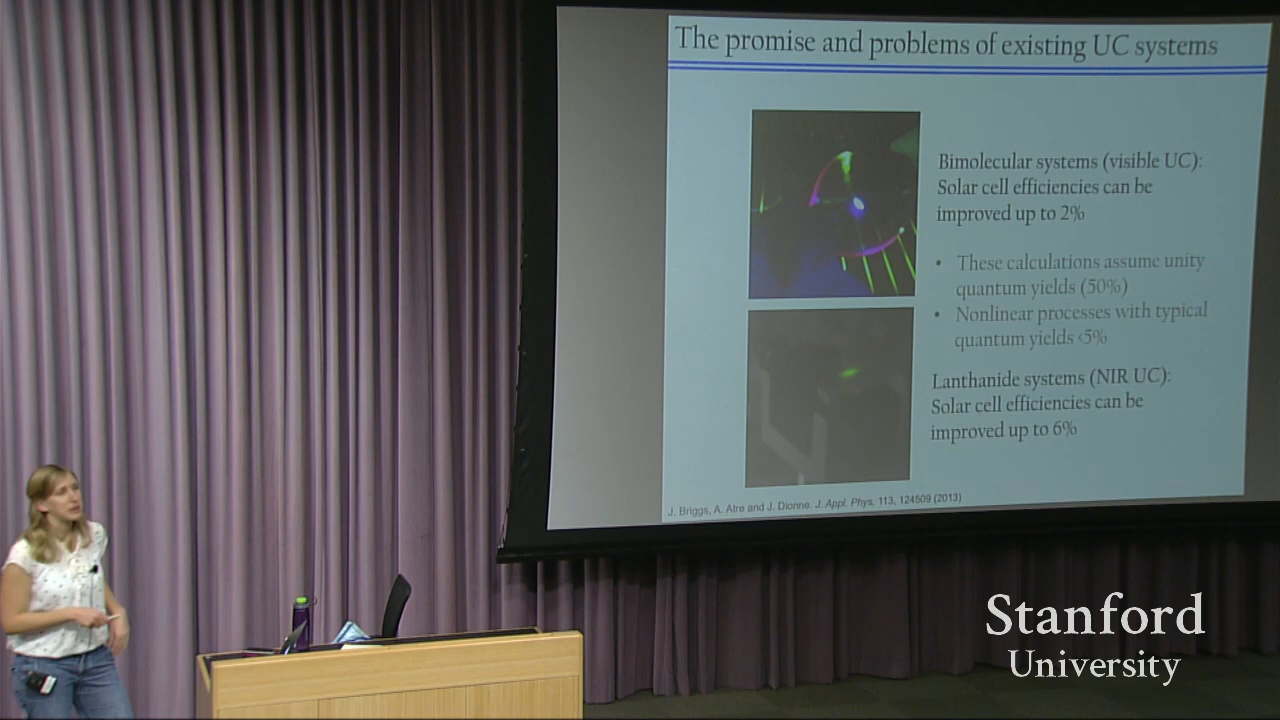 The promise and problems of existing UC systems
Bimolecular systems (visible UC):
Solar cell efficiencies can be
improved up to 2%
• These calculations assume unity
quantum yields (50%)
• Nonlinear processes with typical
quantum yields <5%
Lanthanide systems (NIR UC):
Solar cell efficiencies can be
improved up to 6%
J. Briggs, A. Atre and J. Dionne. J. Appl. Phys, 113, 124509 (2013)
Stanford
University